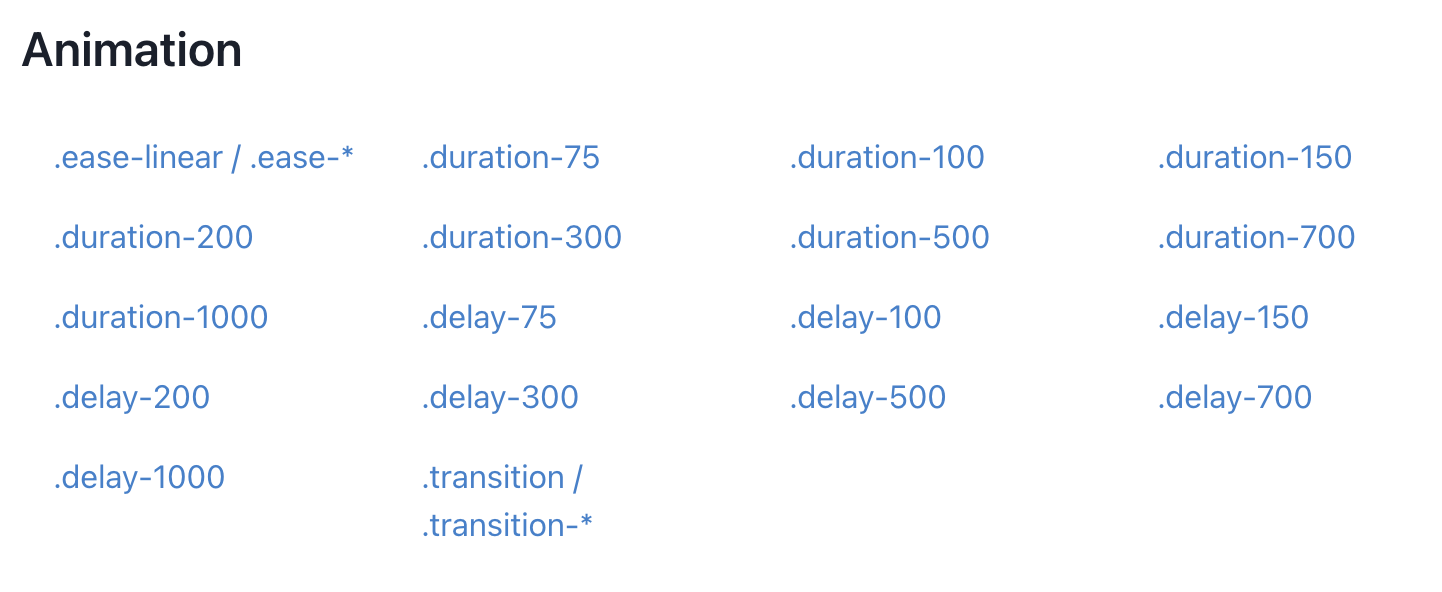 Animation
.ease-linear / .ease-*
.duration-75
.duration-100
.duration-150
.duration-200
.duration-300
.duration-500
.duration-700
.duration-1000
.delay-75
.delay-100
.delay-150
.delay-200
.delay-300
.delay-500
.delay-700
.delay-1000
.transition /
.transition-*